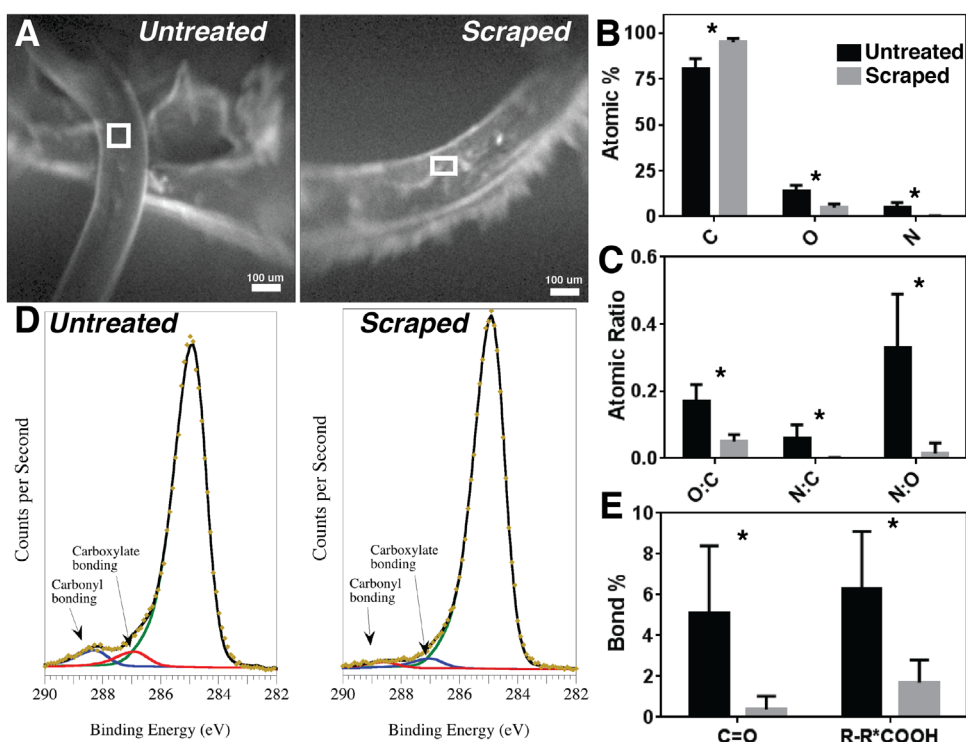 A
Untreated
Scraped
100 um
100 um
B
Atomic %
100
75
50
25
0
Untreated
Scraped
*
*
*
C
O
N
C
Atomic Ratio
0.6
0.4
0.2
0.0
*
*
*
O:C
N:C
N:O
D
Untreated
Scraped
Counts per Second
Carboxylate
bonding
Carbonyl
bonding
290 288 286 284 282
Binding Energy (eV)
Counts per Second
Carboxylate
bonding
Carbonyl
bonding
290 288 286 284 282
Binding Energy (eV)
E
Bond %
10
8
6
4
2
0
*
*
C=O
R-R*COOH